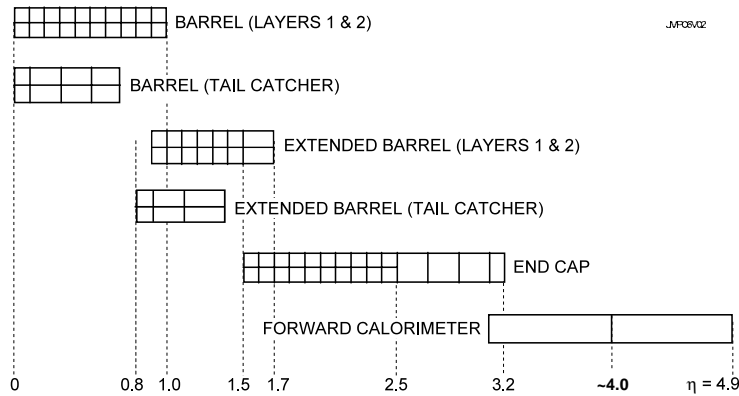 BARREL (LAYERS 1 & 2)
BARREL (TAIL CATCHER)
EXTENDED BARREL (LAYERS 1 & 2)
EXTENDED BARREL (TAIL CATCHER)
END CAP
FORWARD CALORIMETER
0 0.8 1.0 1.5 1.7 2.5 3.2 ~4.0 η = 4.9